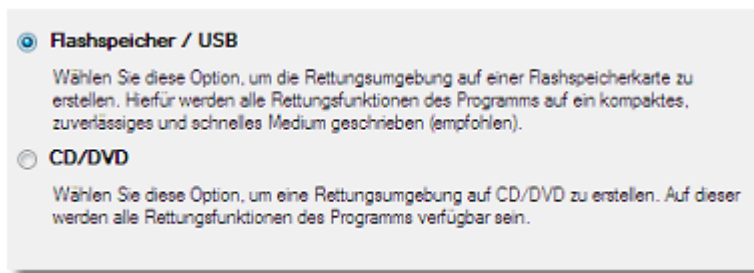 Flashspeicher / USB
Wählen Sie diese Option, um die Rettungsumgebung auf einer Flashspeicherkarte zu
erstellen. Hierfür werden alle Rettungsfunktionen des Programms auf ein kompaktes,
zuverlässiges und schnelles Medium geschrieben (empfohlen).
CD/DVD
Wählen Sie diese Option, um eine Rettungsumgebung auf CD/DVD zu erstellen. Auf dieser
werden alle Rettungsfunktionen des Programms verfügbar sein.